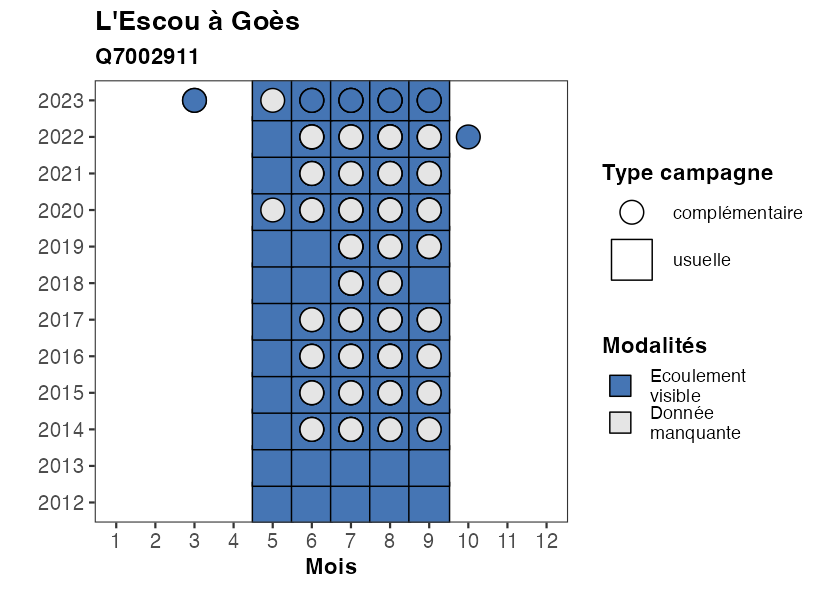 L'Escou à Goès
Q7002911
2023
2022
2021
2020
2019
2018
2017
2016
2015
2014
2013
2012
1 2 3 4 5 6 7 8 9 10 11 12
Mois
Type campagne
complémentaire
usuelle
Modalités
Ecoulement
visible
Donnée
manquante